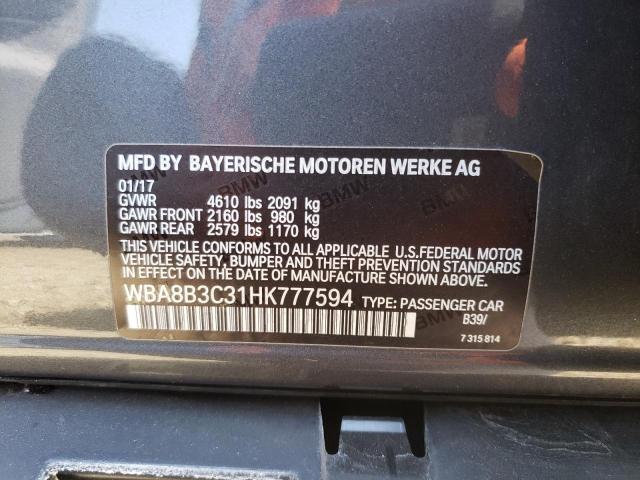 MFD BY BAYERISCHE MOTOREN WERKE AG
01/17
GVWR 4610 lbs 2091 kg
GAWR FRONT 2160 lbs 980 kg
GAWR REAR 2579 lbs 1170 kg
THIS VEHICLE CONFORMS TO ALL APPLICABLE U.S.FEDERAL MOTOR
VEHICLE SAFETY, BUMPER AND THEFT PREVENTION STANDARDS
IN EFFECT ON THE DATE OF MANUFACTURE SHOWN ABOVE.
WBA8B3C31HK777594 TYPE: PASSENGER CAR
B39/
7 315 814